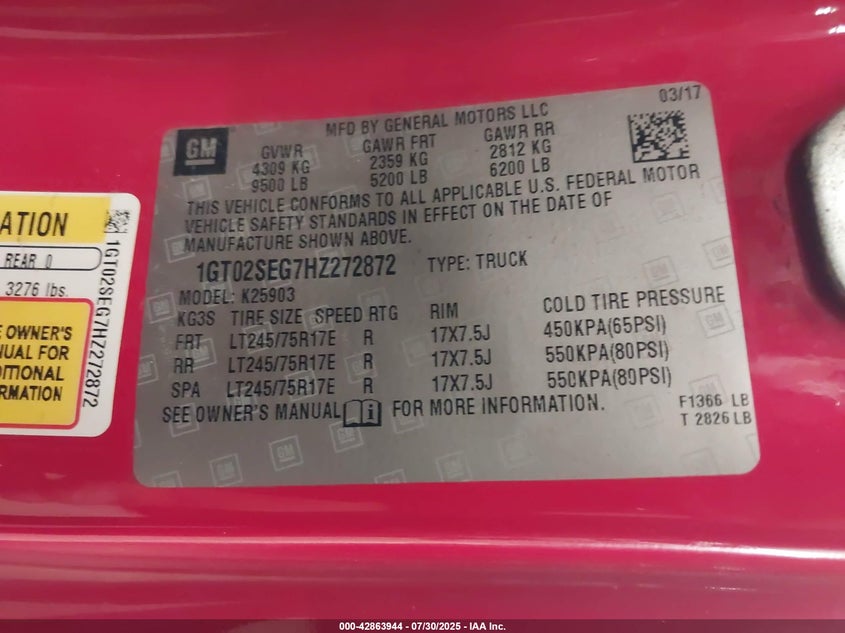 GM
MFD BY GENERAL MOTORS LLC
03/17
GVWR GAWR FRT GAWR RR
4309 KG 2359 KG 2812 KG
9500 LB 5200 LB 6200 LB
THIS VEHICLE CONFORMS TO ALL APPLICABLE U.S. FEDERAL MOTOR
VEHICLE SAFETY STANDARDS IN EFFECT ON THE DATE OF
MANUFACTURE SHOWN ABOVE.
1GT02SEG7HZ272872 TYPE: TRUCK
MODEL: K25903
KG3S TIRE SIZE SPEED RTG RIM COLD TIRE PRESSURE
FRT LT245/75R17E R 17X7.5J 450KPA(65PSI)
RR LT245/75R17E R 17X7.5J 550KPA(80PSI)
SPA LT245/75R17E R 17X7.5J 550KPA(80PSI)
SEE OWNER'S MANUAL FOR MORE INFORMATION.
F1366 LB
T 2826 LB
ATION
REAR 0
3276 lbs.
E OWNER'S
NUAL FOR
DITIONAL
FORMATION
1GT02SEG7HZ272872
000-42863944 / 07/30/2025 - IAA Inc.